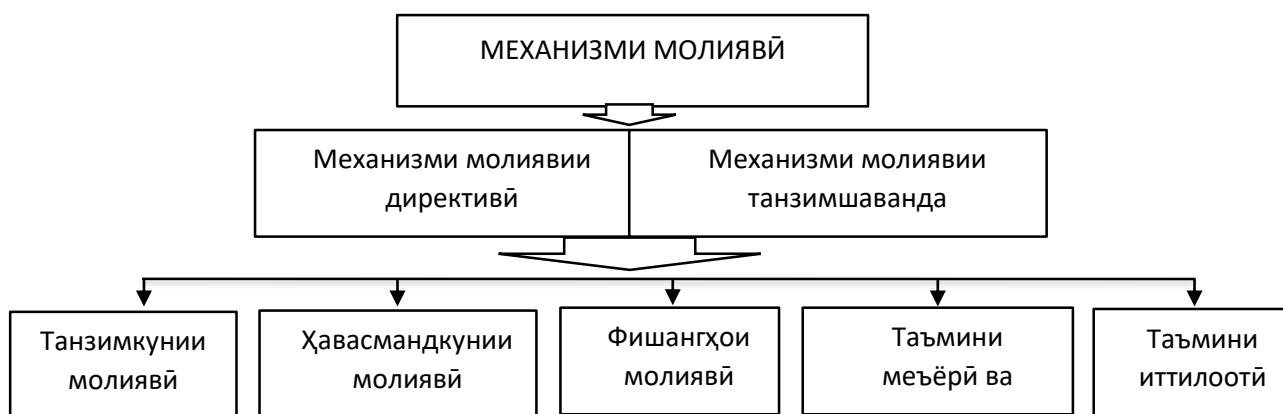 МЕХАНИЗМИ МОЛИЯВӢ
Механизми молиявии
директивӣ
Механизми молиявии
танзимшаванда
Танзимкунии
молиявӣ
Ҳавасмандкунии
молиявӣ
Фишангҳои
молиявӣ
Таъмини
меъёрӣ ва
Таъмини
иттилоотӣ